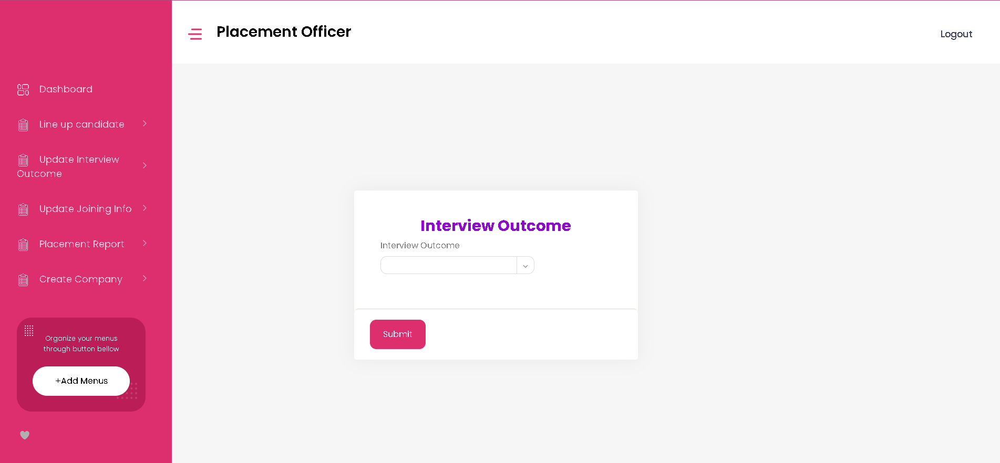 Placement Officer
Logout
Dashboard
Line up candidate
Update Interview
Outcome
Update Joining Info
Placement Report
Create Company
Organize your menus
through button bellow
+Add Menus
Interview Outcome
Interview Outcome
Submit